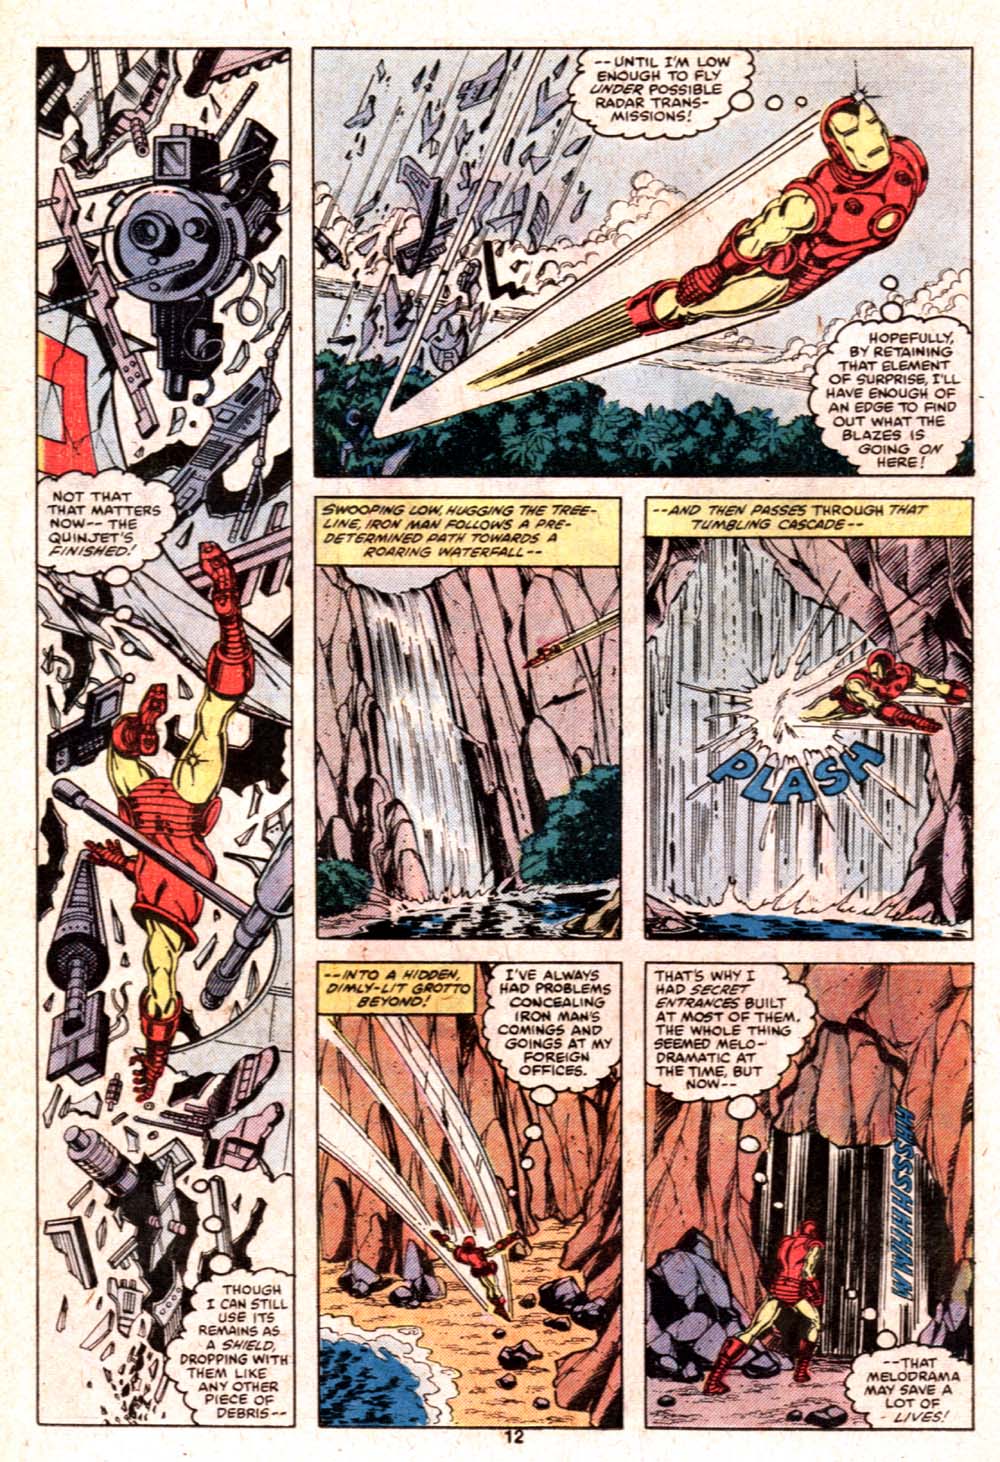 NOT THAT
THAT MATTERS
NOW-- THE
QUINJET'S
FINISHED!
THOUGH
I CAN STILL
USE ITS
REMAINS AS
A SHIELD,
DROPPING WITH
THEM LIKE
ANY OTHER
PIECE OF
DEBRIS--
--UNTIL I'M LOW
ENOUGH TO FLY
UNDER POSSIBLE
RADAR TRANS-
MISSIONS!
HOPEFULLY,
BY RETAINING
THAT ELEMENT
OF SURPRISE, I'LL
HAVE ENOUGH OF
AN EDGE TO FIND
OUT WHAT THE
BLAZES IS
GOING ON
HERE!
SWOOPING LOW, HUGGING THE TREE-
LINE, IRON MAN FOLLOWS A PRE-
DETERMINED PATH TOWARDS A
ROARING WATERFALL--
--AND THEN PASSES THROUGH THAT
TUMBLING CASCADE--
PLASH
--INTO A HIDDEN,
DIMLY-LIT GROTTO
BEYOND!
I'VE ALWAYS
HAD PROBLEMS
CONCEALING
IRON MAN'S
COMINGS AND
GOINGS AT MY
FOREIGN
OFFICES.
THAT'S WHY I
HAD SECRET
ENTRANCES BUILT
AT MOST OF THEM.
THE WHOLE THING
SEEMED MELO-
DRAMATIC AT
THE TIME, BUT
NOW--
WHHHHSSSHH
--THAT
MELODRAMA
MAY SAVE A
LOT OF
LIVES!
12